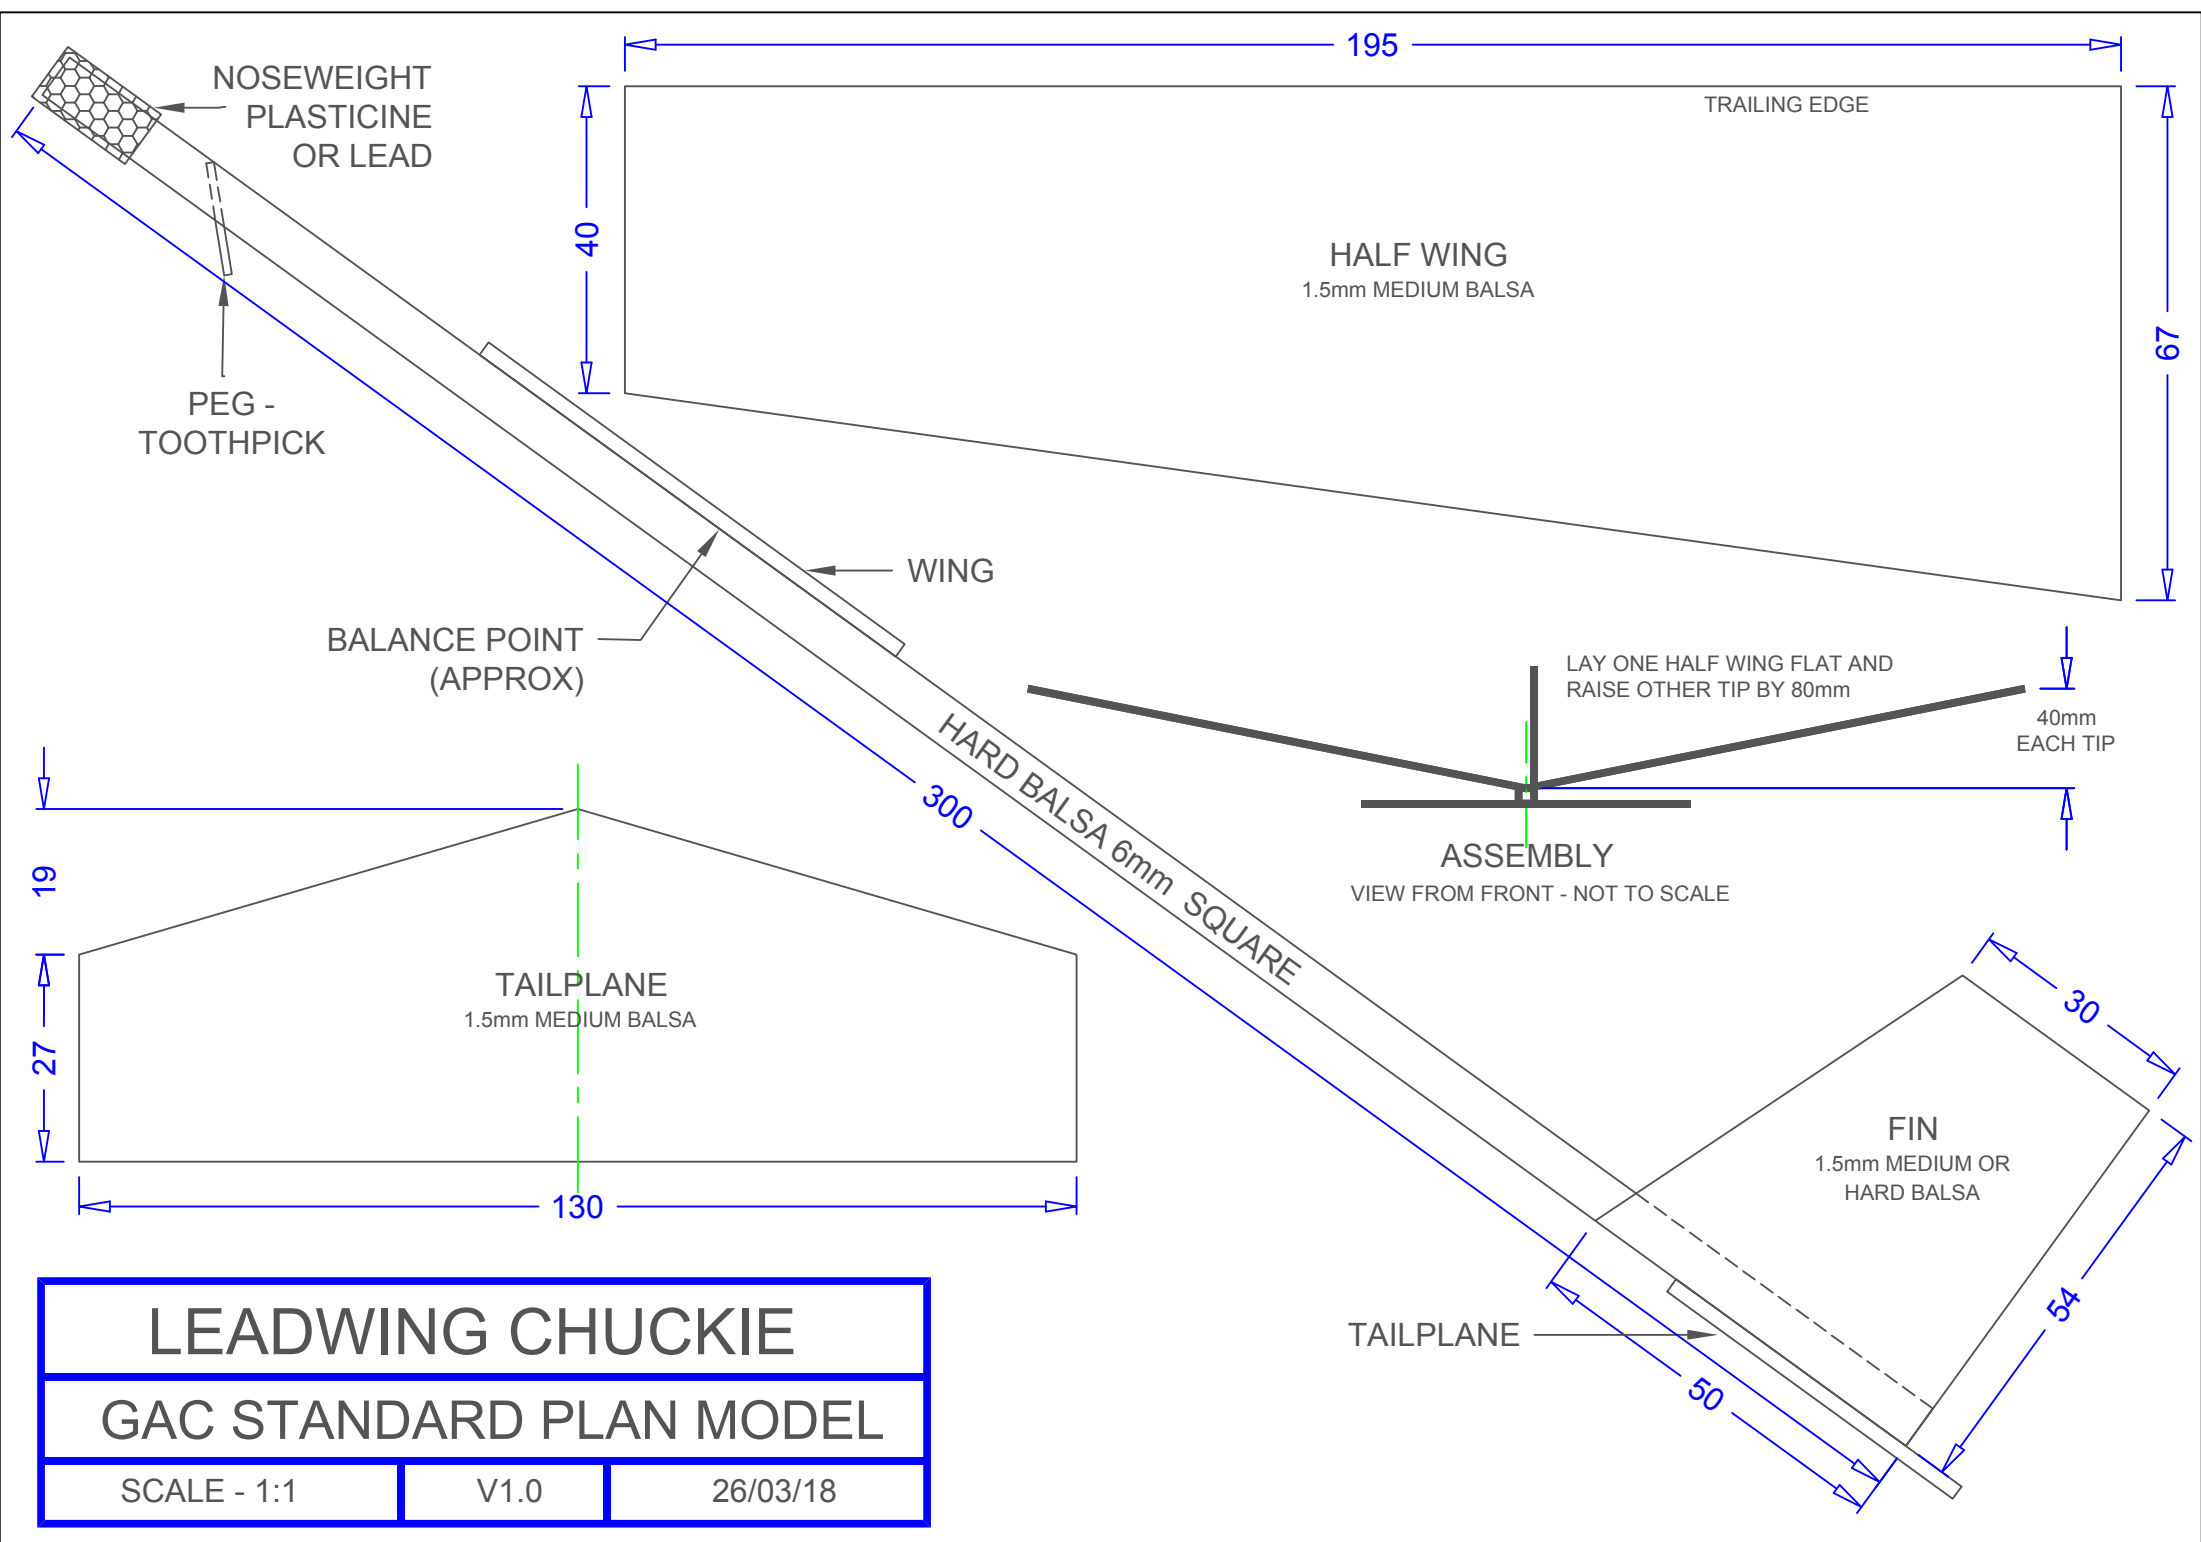 NOSEWEIGHT
PLASTICINE
OR LEAD
195
TRAILING EDGE
40
HALF WING
1.5mm MEDIUM BALSA
67
PEG -
TOOTHPICK
WING
BALANCE POINT
(APPROX)
LAY ONE HALF WING FLAT AND
RAISE OTHER TIP BY 80mm
40mm
EACH TIP
HARD BALSA 6mm SQUARE
300
ASSEMBLY
VIEW FROM FRONT - NOT TO SCALE
19
27
TAILPLANE
1.5mm MEDIUM BALSA
130
30
FIN
1.5mm MEDIUM OR
HARD BALSA
54
TAILPLANE
50
LEADWING CHUCKIE
GAC STANDARD PLAN MODEL
SCALE - 1:1
V1.0
26/03/18